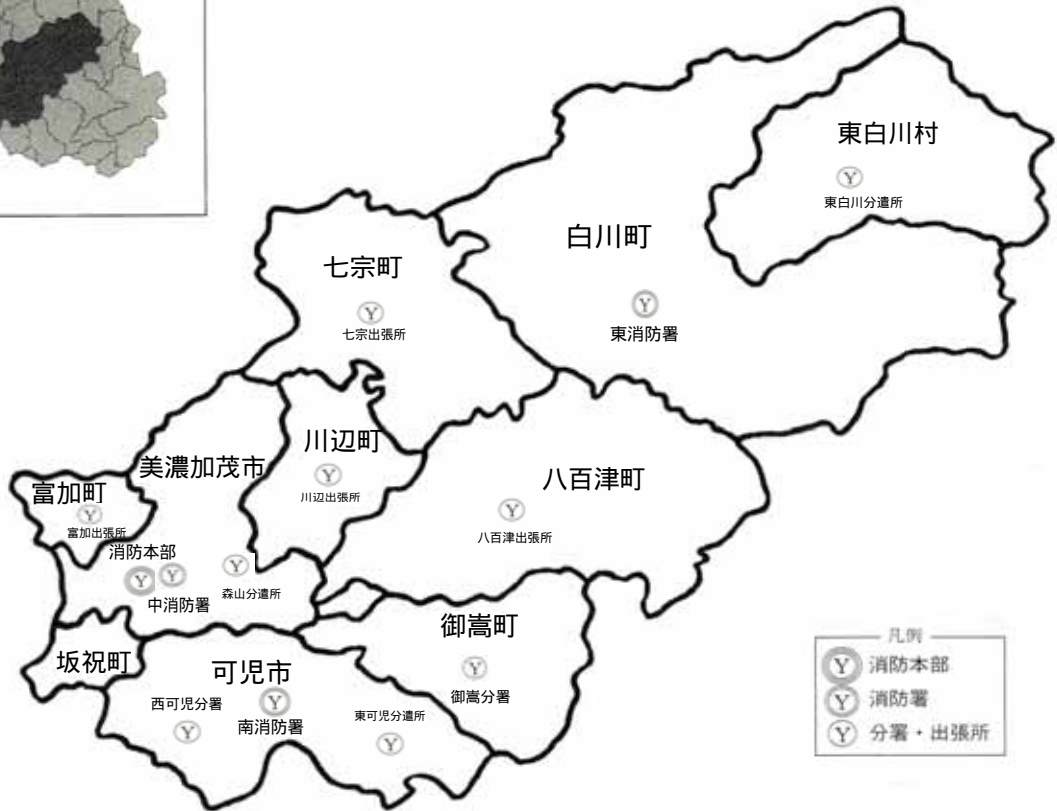 東白川村
東白川分遣所
白川町
東消防署
七宗町
七宗出張所
川辺町
川辺出張所
美濃加茂市
八百津町
八百津出張所
富加町
富加出張所
消防本部
中消防署
森山分遣所
坂祝町
御嵩町
御嵩分署
可児市
西可児分署
南消防署
東可児分遣所
凡例
Y 消防本部
Y 消防署
Y 分署・出張所